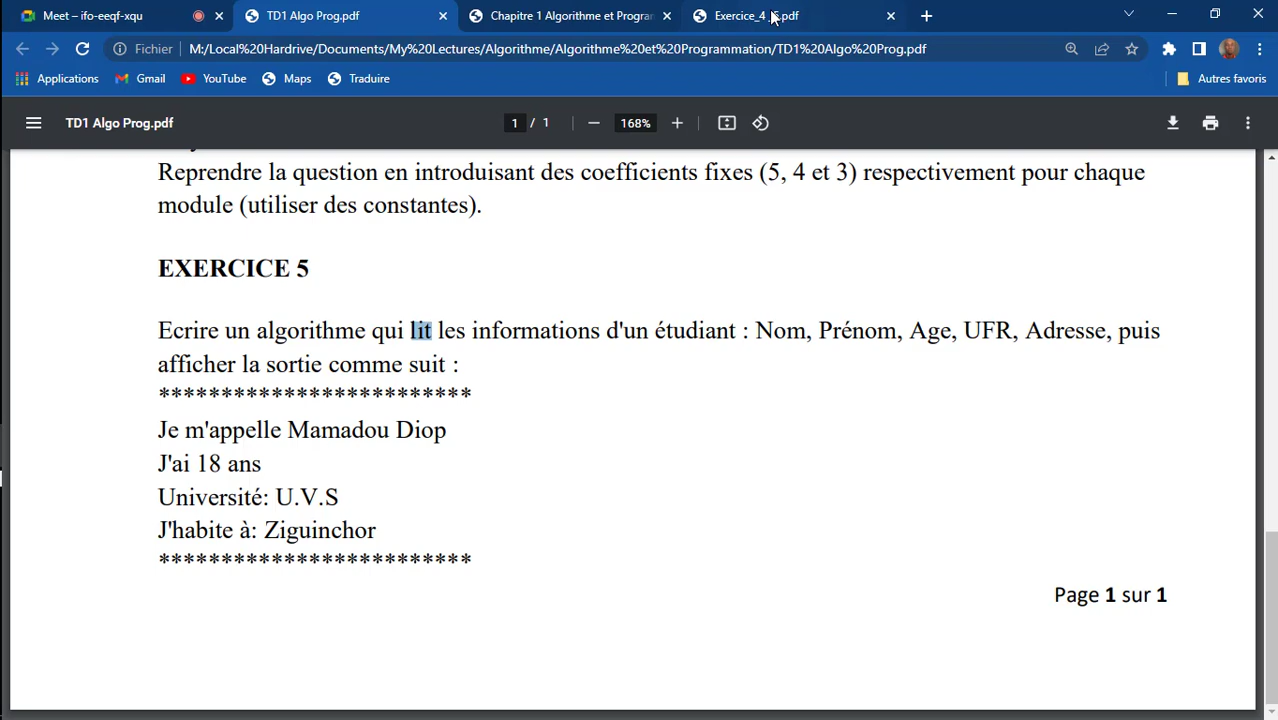 Meet – ifo-eeqf-xqu
TD1 Algo Prog.pdf
Chapitre 1 Algorithme et Prograr
Exercice_4_5.pdf
Fichier
M:/Local%20Hardrive/Documents/My%20Lectures/Algorithme/Algorithme%20et%20Programmation/TD1%20Algo%20Prog.pdf
Applications
Gmail
YouTube
Maps
Traduire
Autres favoris
TD1 Algo Prog.pdf
1 / 1
168%
Reprendre la question en introduisant des coefficients fixes (5, 4 et 3) respectivement pour chaque
module (utiliser des constantes).
EXERCICE 5
Ecrire un algorithme qui lit les informations d'un étudiant : Nom, Prénom, Age, UFR, Adresse, puis
afficher la sortie comme suit :
*************************
Je m'appelle Mamadou Diop
J'ai 18 ans
Université: U.V.S
J'habite à: Ziguinchor
*************************
Page 1 sur 1